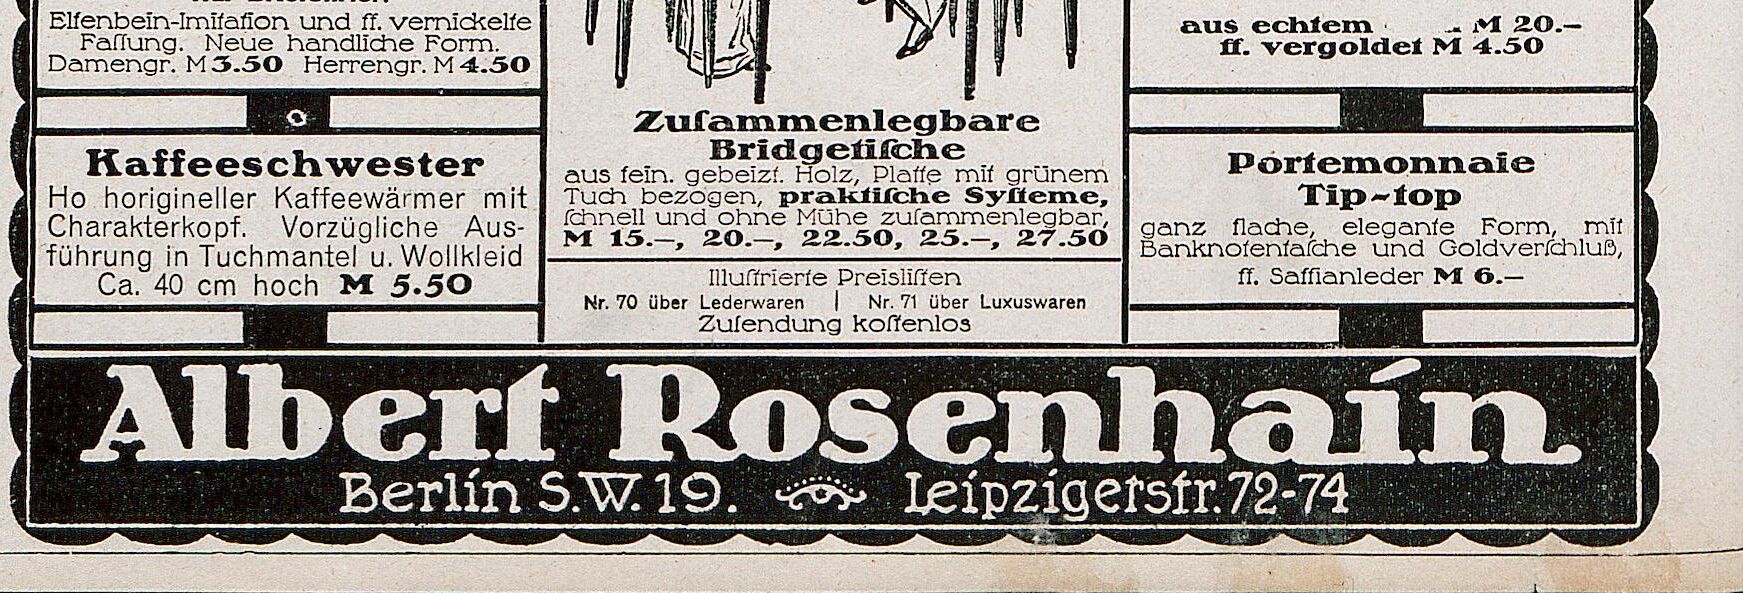 Elfenbein-Imitation und ff. vernickelte
Faſſung. Neue handliche Form.
Damengr. M 3.50 Herrengr. M 4.50
Kaffeeschwester
Ho horigineller Kaffeewärmer mit
Charakterkopf. Vorzügliche Aus-
führung in Tuchmantel u. Wollkleid
Ca. 40 cm hoch M 5.50
Zuſammenlegbare
Bridgetiſche
aus fein. gebeizt. Holz, Platte mit grünem
Tuch bezogen, praktiſche Syſteme,
ſchnell und ohne Mühe zuſammenlegbar,
M 15.–, 20.–, 22.50, 25.–, 27.50
Illuſtrierte Preisliſten
Nr. 70 über Lederwaren | Nr. 71 über Luxuswaren
Zuſendung koſtenlos
aus echtem M 20.–
ff. vergoldet M 4.50
Portemonnaie
Tip-top
ganz flache, elegante Form, mit
Banknotentaſche und Goldverſchluß,
ff. Saffianleder M 6.–
Albert Rosenhain
Berlin S.W. 19. Leipzigerstr. 72-74